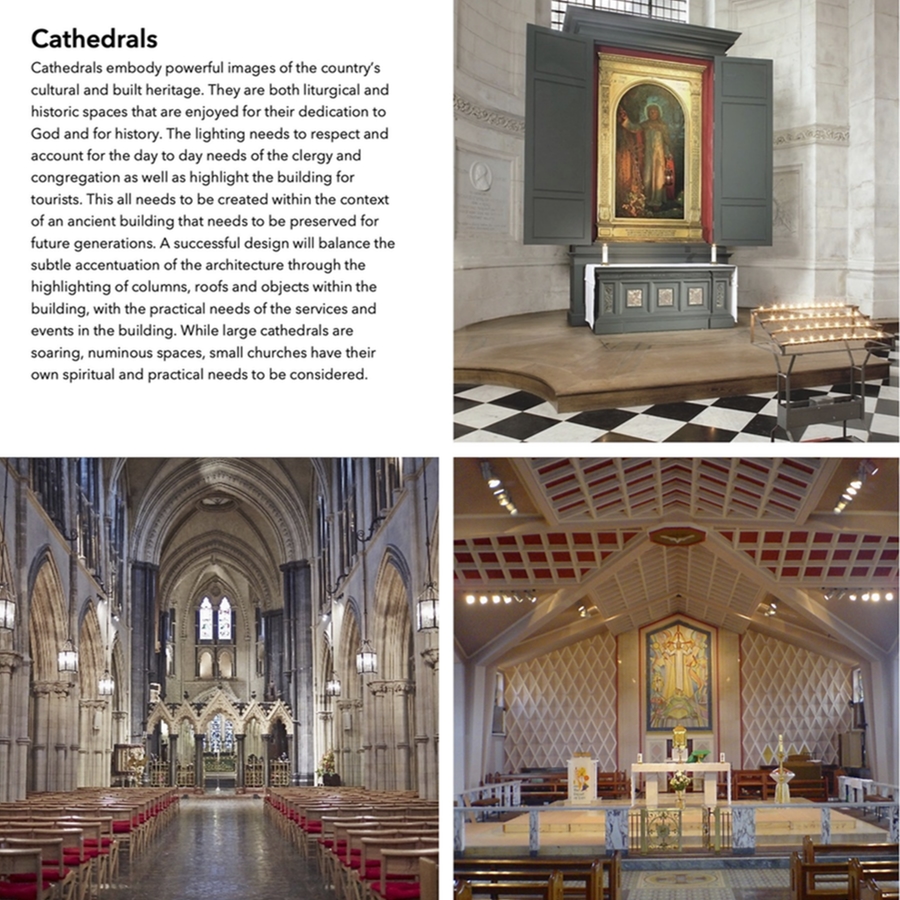 Cathedrals
Cathedrals embody powerful images of the country's
cultural and built heritage. They are both liturgical and
historic spaces that are enjoyed for their dedication to
God and for history. The lighting needs to respect and
account for the day to day needs of the clergy and
congregation as well as highlight the building for
tourists. This all needs to be created within the context
of an ancient building that needs to be preserved for
future generations. A successful design will balance the
subtle accentuation of the architecture through the
highlighting of columns, roofs and objects within the
building, with the practical needs of the services and
events in the building. While large cathedrals are
soaring, numinous spaces, small churches have their
own spiritual and practical needs to be considered.